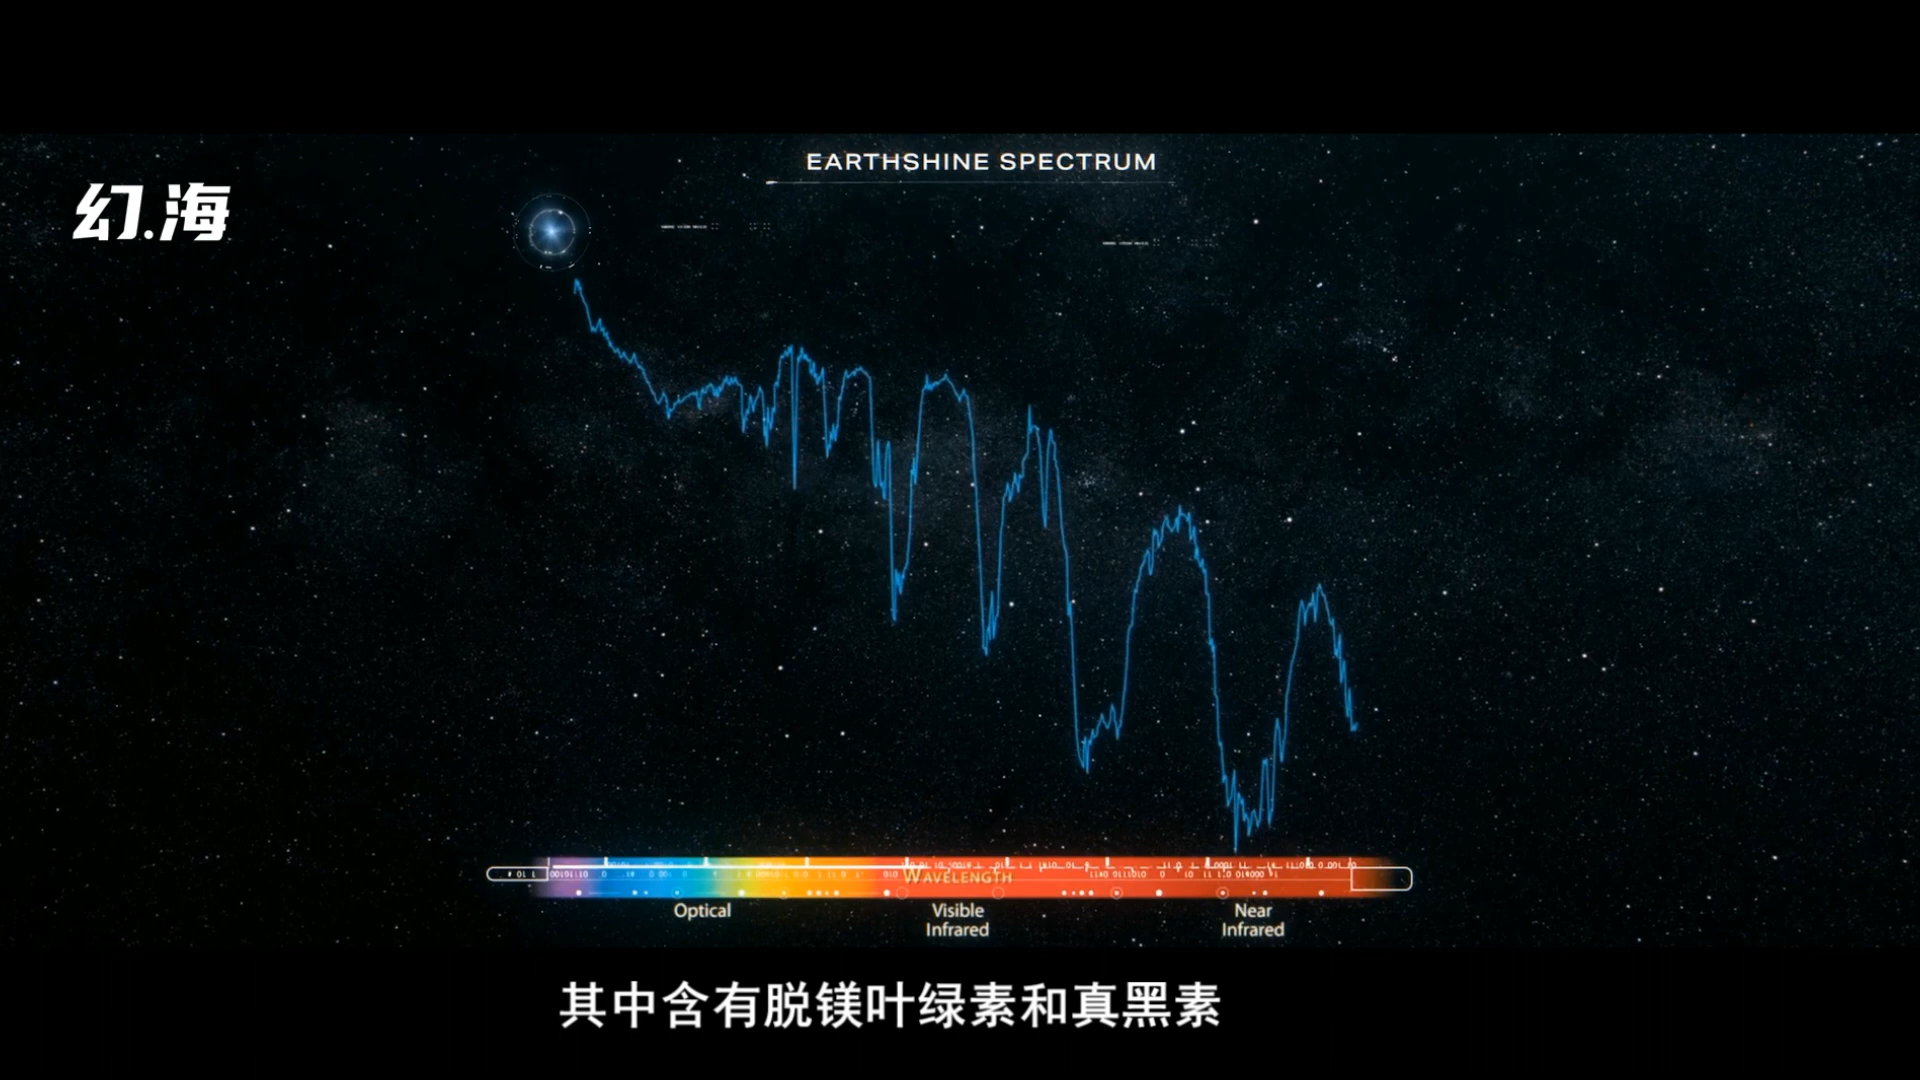 EARTHSHINE SPECTRUM
幻.海
WAVELENGTH
Optical
Visible
Infrared
Near
Infrared
其中含有脱镁叶绿素和真黑素